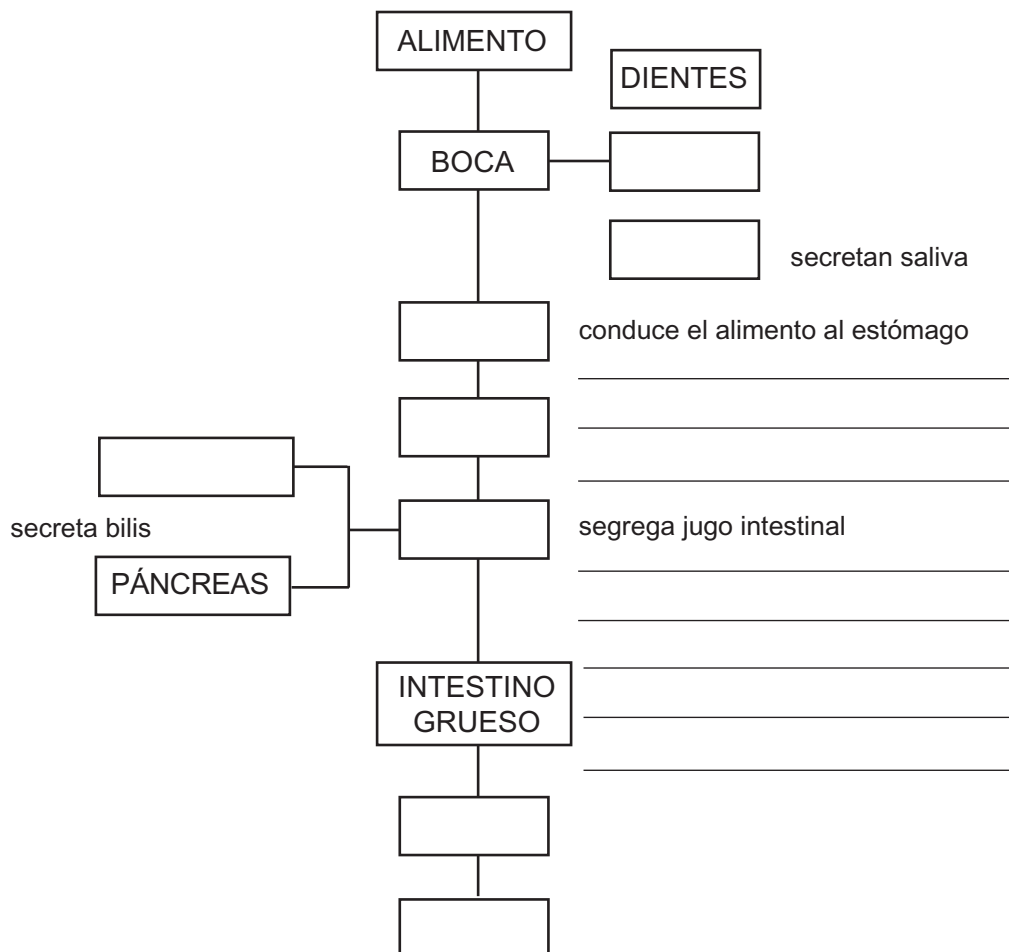 ALIMENTO
DIENTES
BOCA
secretan saliva
conduce el alimento al estómago
secreta bilis
segrega jugo intestinal
PÁNCREAS
INTESTINO
GRUESO